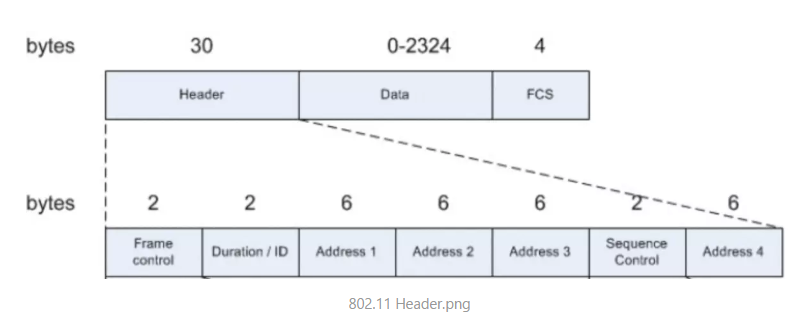 bytes 30 0-2324 4
Header Data FCS
bytes 2 2 6 6 6 2 6
Frame control Duration / ID Address 1 Address 2 Address 3 Sequence Control Address 4
802.11 Header.png